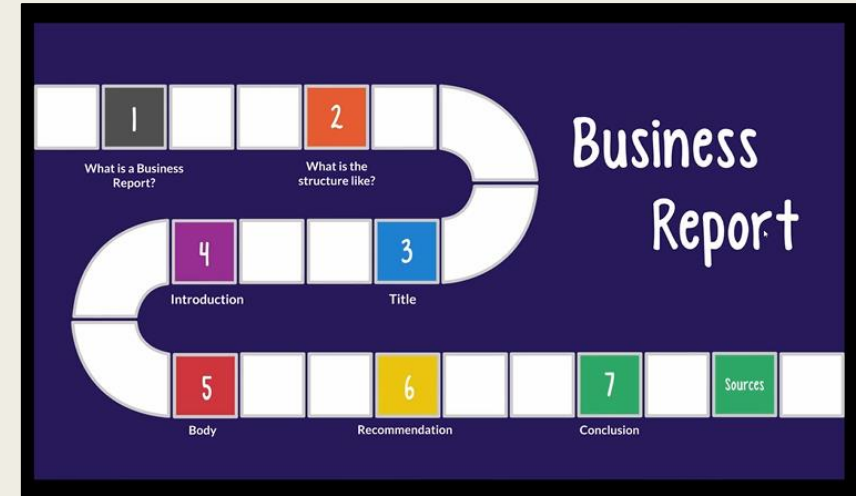 Business
Report
1
What is a Business
Report?
2
What is the
structure like?
3
Title
4
Introduction
5
Body
6
Recommendation
7
Conclusion
Sources